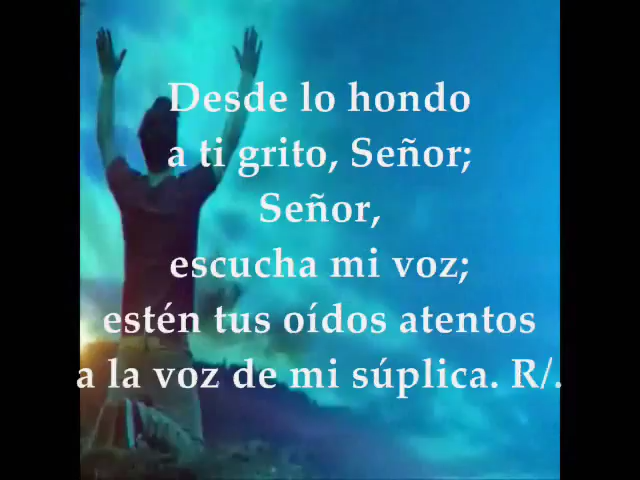 Desde lo hondo
a ti grito, Señor;
Señor,
escucha mi voz;
estén tus oídos atentos
a la voz de mi súplica. R/.